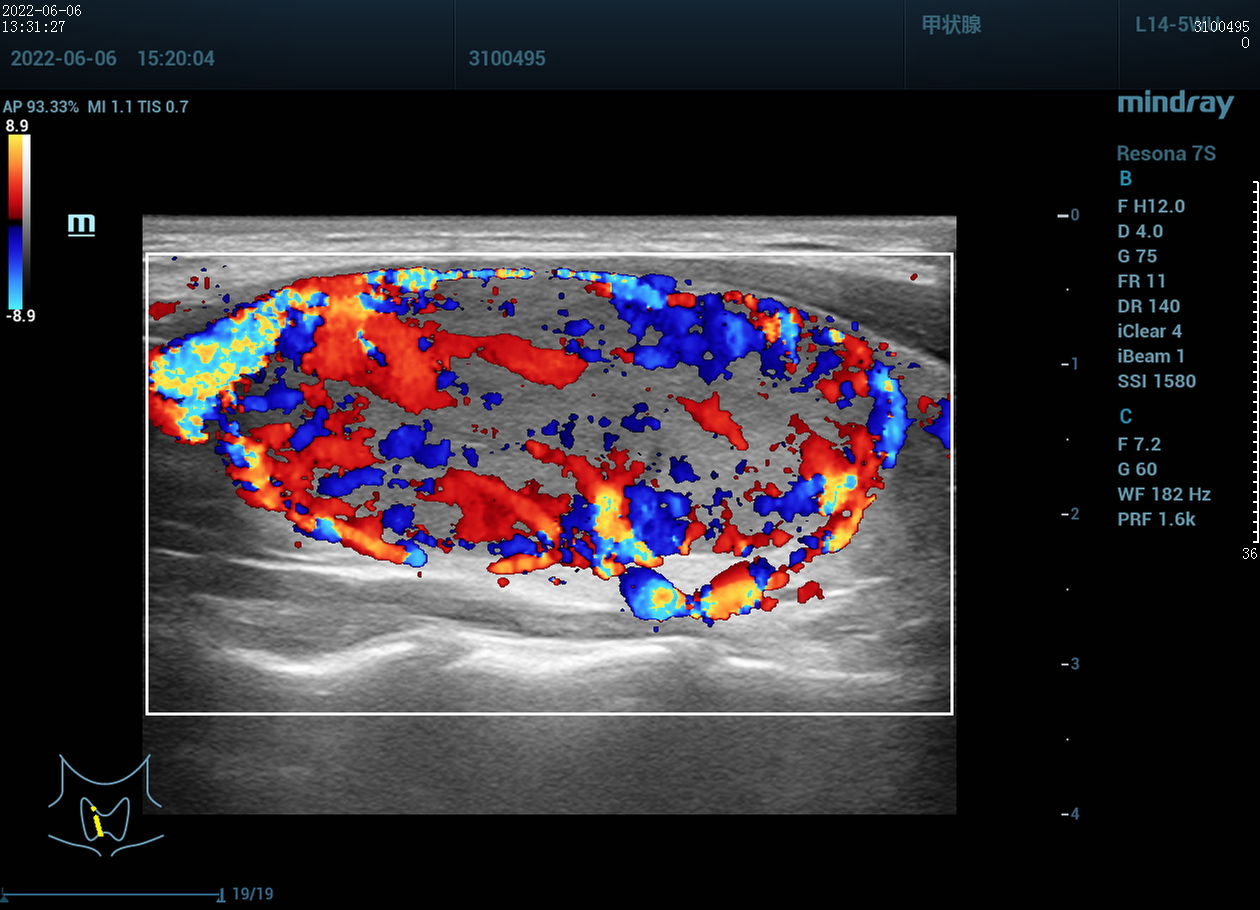 2022-06-06
13:31:27
甲状腺
L14-5W
3100495
0
2022-06-06 15:20:04
3100495
AP 93.33% MI 1.1 TIS 0.7
8.9
-8.9
m
mindray
Resona 7S
B
F H12.0
D 4.0
G 75
FR 11
DR 140
iClear 4
iBeam 1
SSI 1580
C
F 7.2
G 60
WF 182 Hz
PRF 1.6k
0
1
2
3
4
36
19/19